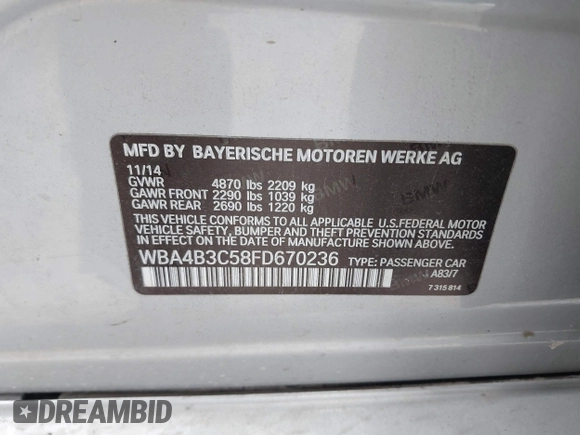 MFD BY BAYERISCHE MOTOREN WERKE AG
11/14
GVWR 4870 lbs 2209 kg
GAWR FRONT 2290 lbs 1039 kg
GAWR REAR 2690 lbs 1220 kg
THIS VEHICLE CONFORMS TO ALL APPLICABLE U.S.FEDERAL MOTOR
VEHICLE SAFETY, BUMPER AND THEFT PREVENTION STANDARDS
IN EFFECT ON THE DATE OF MANUFACTURE SHOWN ABOVE.
WBA4B3C58FD670236 TYPE: PASSENGER CAR
A83/7
7 315 814
BMW
BMW
DREAMBID